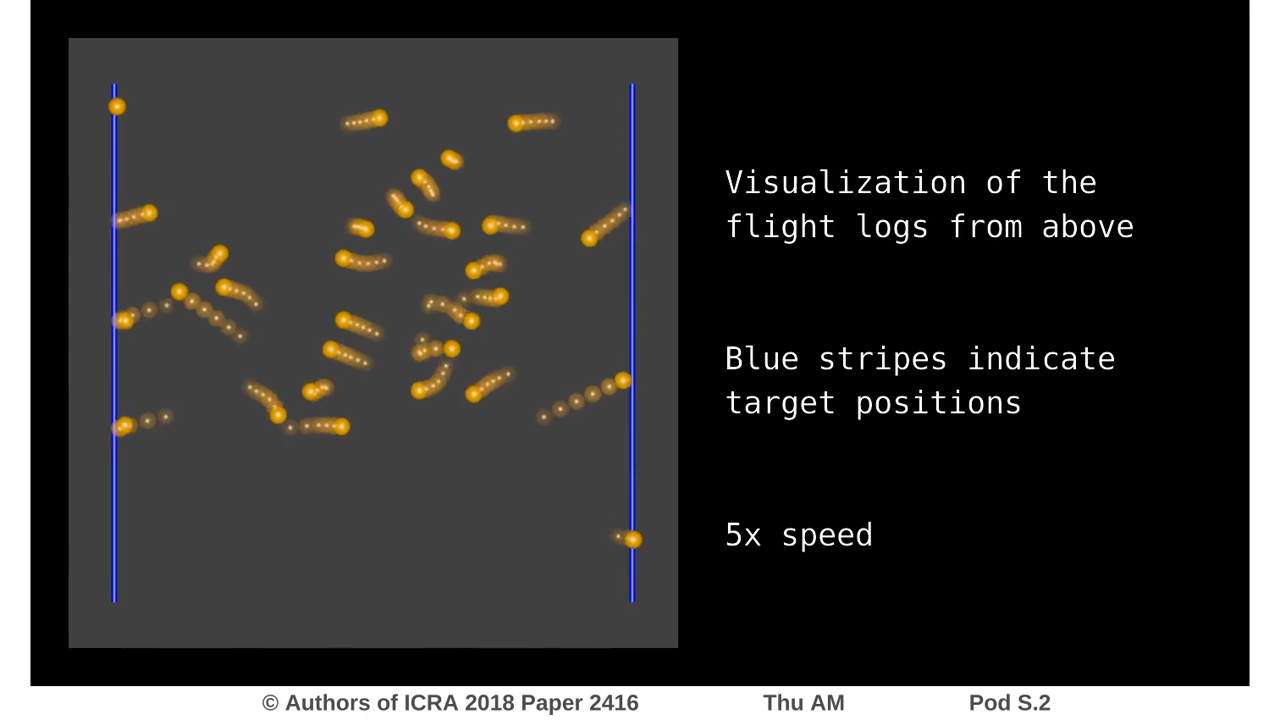 Visualization of the
flight logs from above
Blue stripes indicate
target positions
5x speed
© Authors of ICRA 2018 Paper 2416 Thu AM Pod S.2